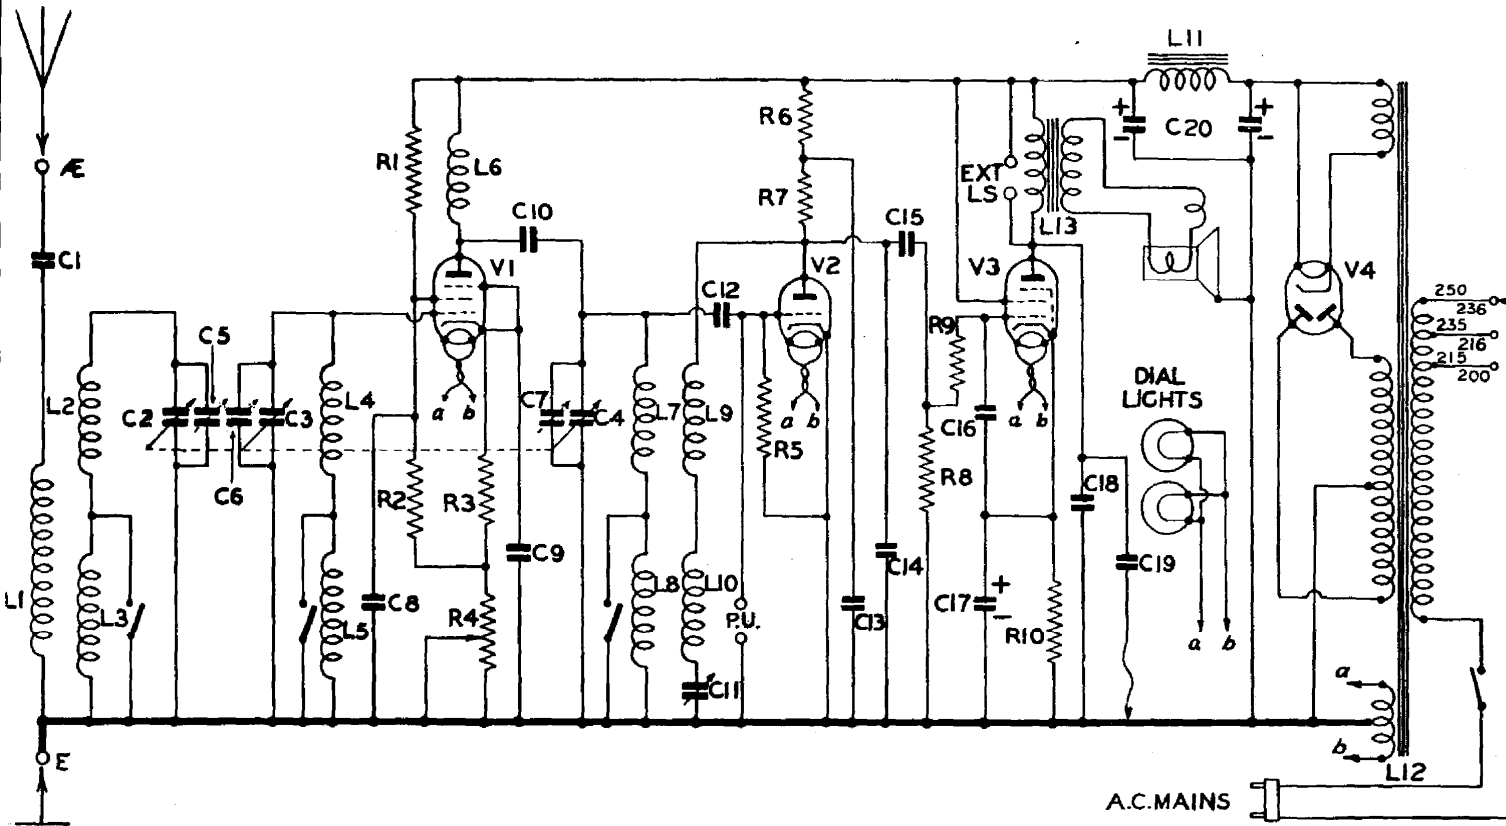 L11
+
-
C20
+
-
R6
Æ
R1
L6
EXT
LS
R7
C10
C15
L13
C1
V1
V2
V3
V4
C12
250
236
235
216
215
200
C5
R9
DIAL
LIGHTS
L2
C2
C3
L4
a
b
C7
C4
L7
L9
a
b
C16
a
b
R5
C6
R2
R3
R8
C18
C9
C14
C19
L1
L3
L5
C8
R4
L8
L10
P.U.
C13
C17
+
-
R10
a
b
C11
a
b
E
L12
A.C.MAINS